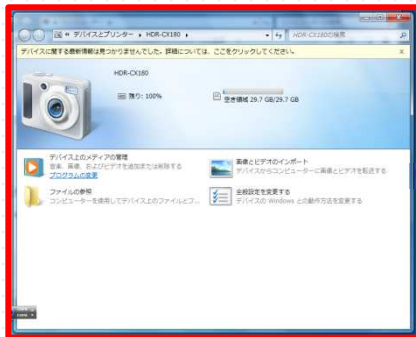 デバイスとプリンター ▸ HDR-CX180 ▸
HDR-CX180の検索
デバイスに関する最新情報は見つかりませんでした。詳細については、ここをクリックしてください。
HDR-CX180
残り: 100%
空き領域 29.7 GB/29.7 GB
デバイス上のメディアの管理
音楽、画像、およびビデオを追加または削除する
プログラムの変更
画像とビデオのインポート
デバイスからコンピューターに画像とビデオを転送する
ファイルの参照
コンピューターを使用してデバイス上のファイルとフ...
全般設定を変更する
デバイスの Windows との動作方法を変更する